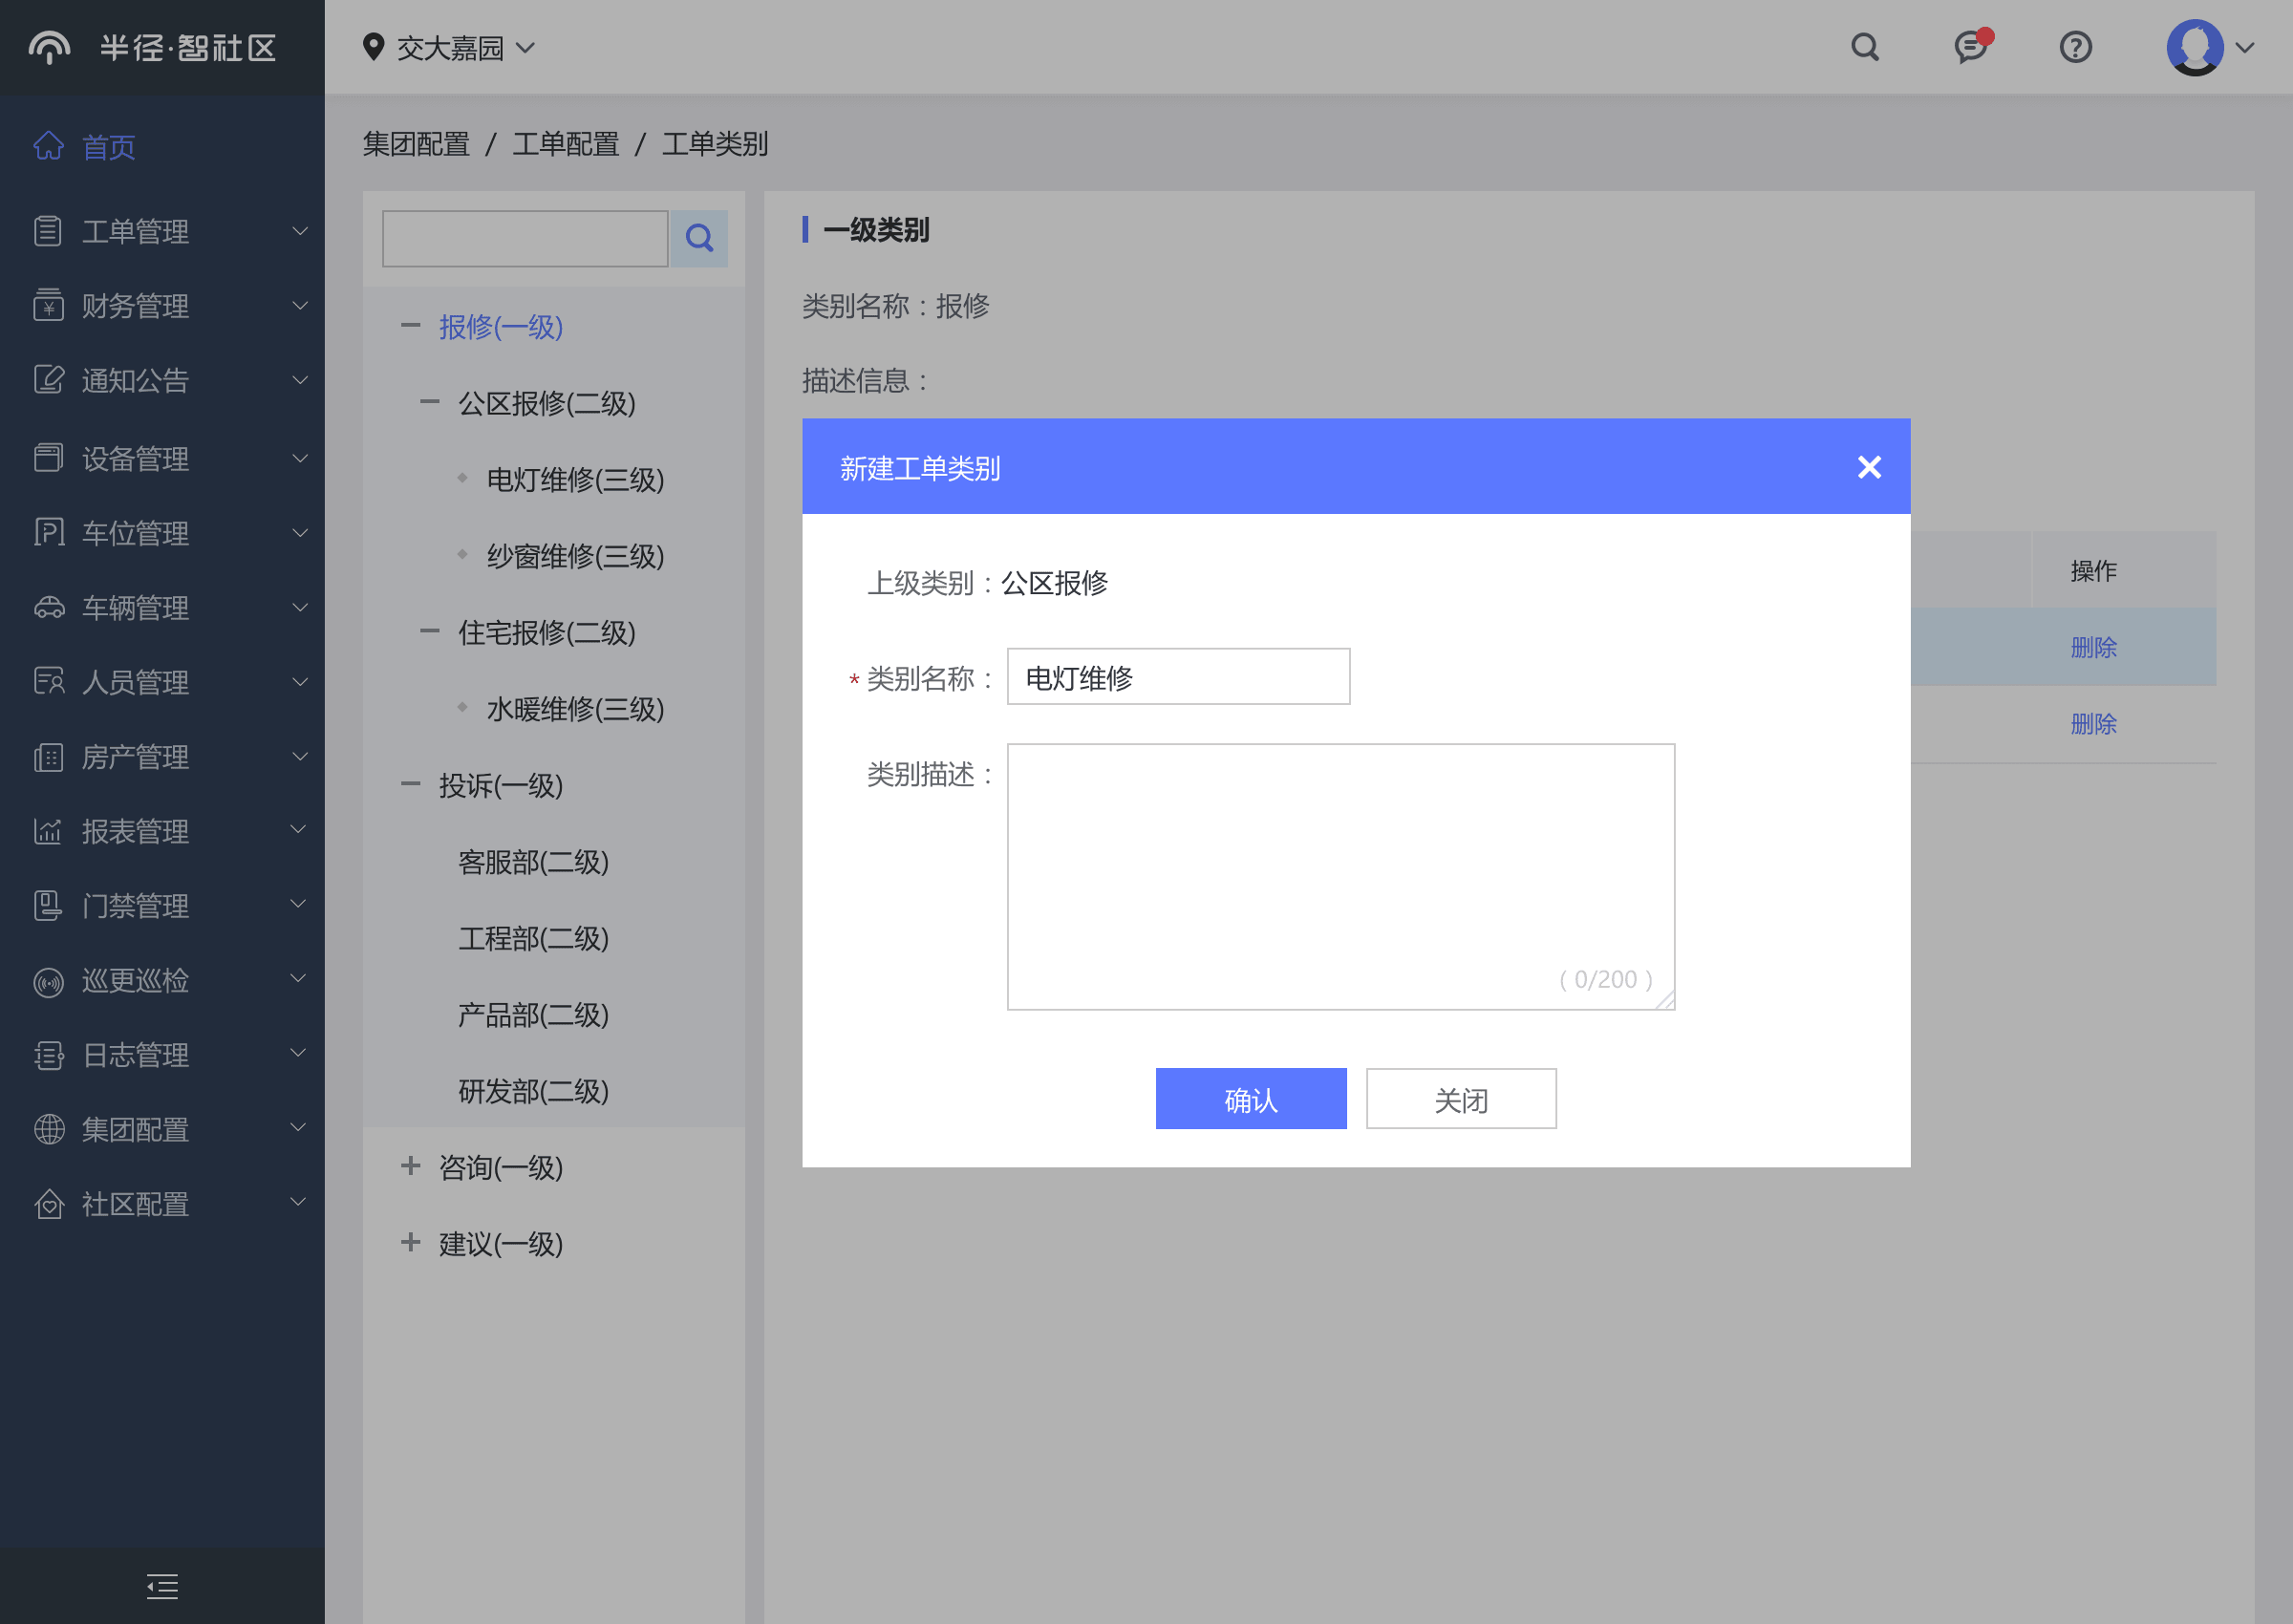 半径·智社区
交大嘉园
首页
工单管理
财务管理
通知公告
设备管理
车位管理
车辆管理
人员管理
房产管理
报表管理
门禁管理
巡更巡检
日志管理
集团配置
社区配置
集团配置 / 工单配置 / 工单类别
报修(一级)
公区报修(二级)
电灯维修(三级)
纱窗维修(三级)
住宅报修(二级)
水暖维修(三级)
投诉(一级)
客服部(二级)
工程部(二级)
产品部(二级)
研发部(二级)
咨询(一级)
建议(一级)
一级类别
类别名称：报修
描述信息：
操作
删除
删除
新建工单类别
上级类别：公区报修
* 类别名称：电灯维修
类别描述：
（0/200）
确认
关闭